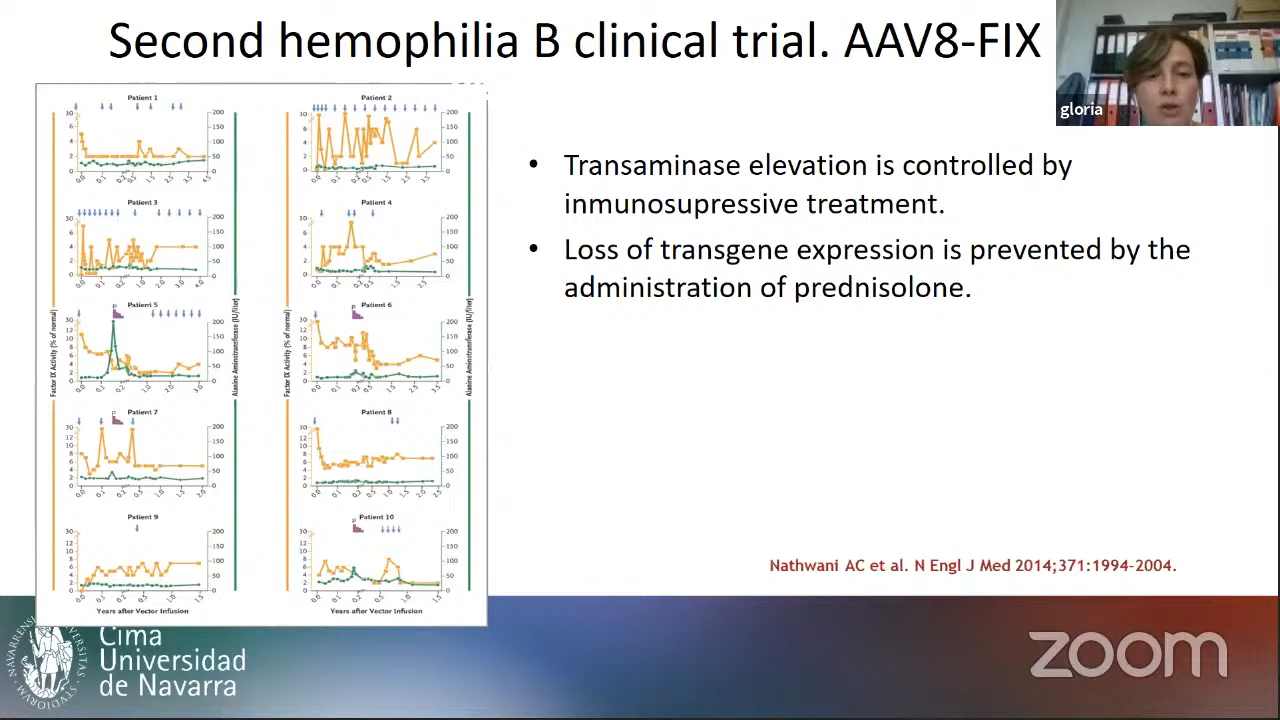 Second hemophilia B clinical trial. AAV8-FIX
gloria
Transaminase elevation is controlled by
inmunosupressive treatment.
Loss of transgene expression is prevented by the
administration of prednisolone.
Patient 1
Patient 2
Patient 3
Patient 4
Patient 5
Patient 6
Patient 7
Patient 8
Patient 9
Patient 10
Factor IX Activity (% of normal)
Alanine Aminotransferase (IU/liter)
Factor IX Activity (% of normal)
Alanine Aminotransferase (IU/liter)
Years after Vector Infusion
Years after Vector Infusion
Nathwani AC et al. N Engl J Med 2014;371:1994-2004.
Cima
Universidad
de Navarra
zoom